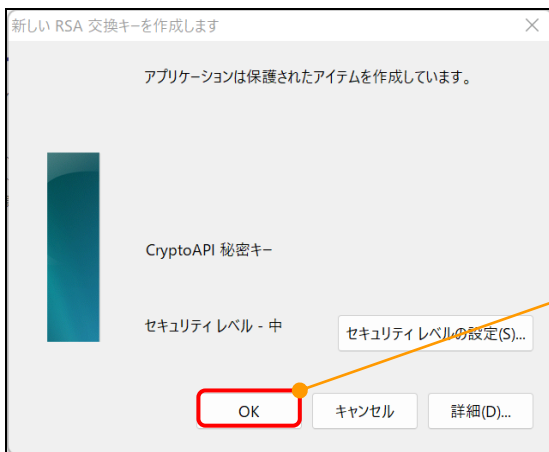 新しい RSA 交換キーを作成します
アプリケーションは保護されたアイテムを作成しています。
CryptoAPI 秘密キー
セキュリティ レベル - 中
セキュリティ レベルの設定(S)...
OK
キャンセル
詳細(D)...